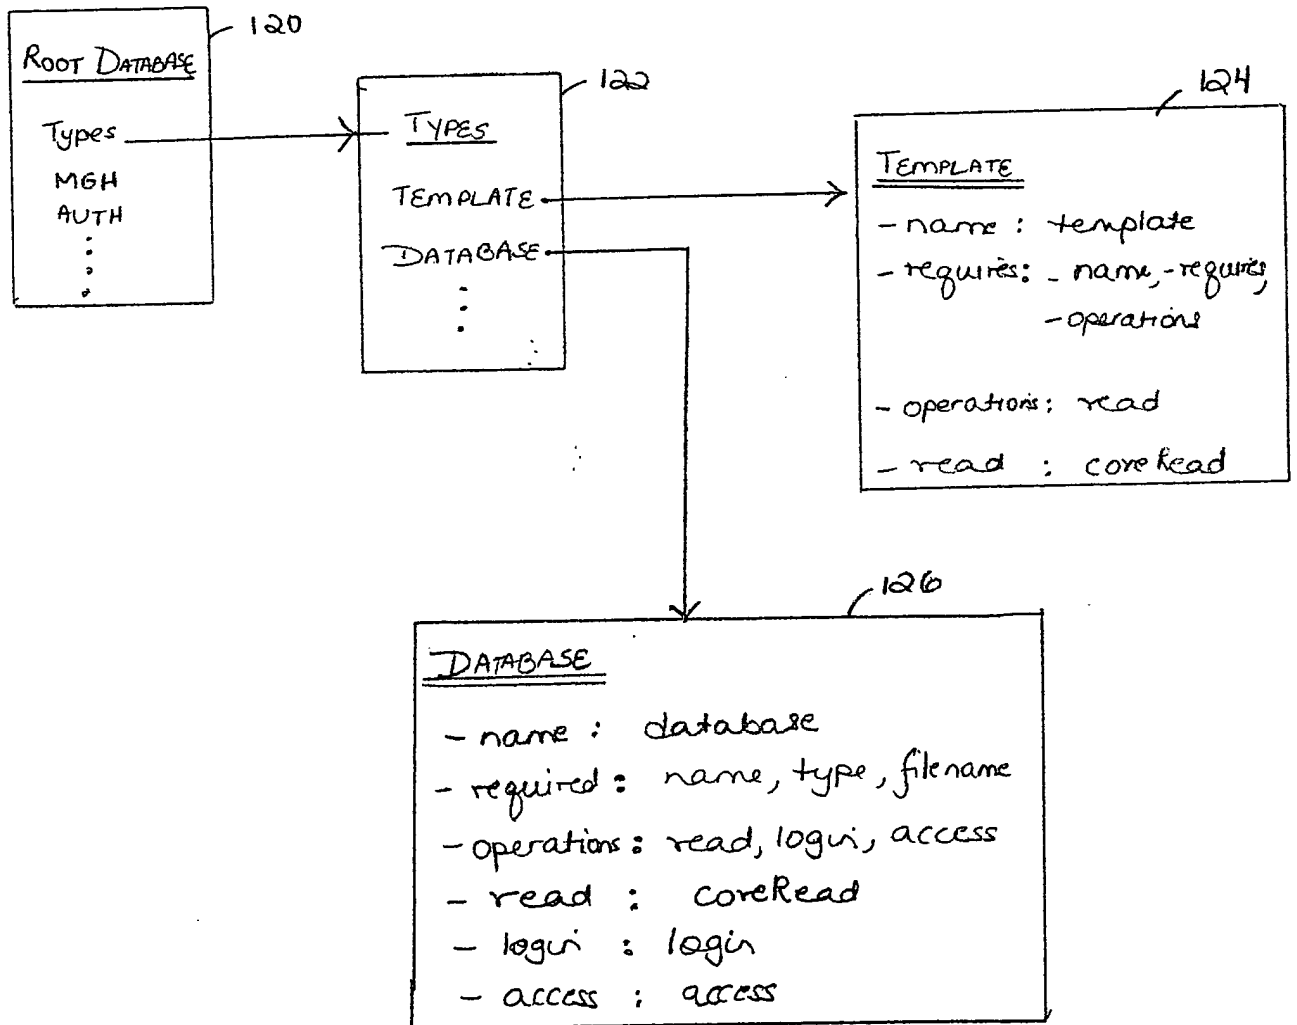 120
ROOT DATABASE
Types
MGH
AUTH
122
TYPES
TEMPLATE
DATABASE
124
TEMPLATE
- name : template
- requires: - name, - requires,
- operations
- operations: read
- read : coreRead
126
DATABASE
- name : database
- required : name, type, filename
- operations : read, login, access
- read : coreRead
- login : login
- access : access